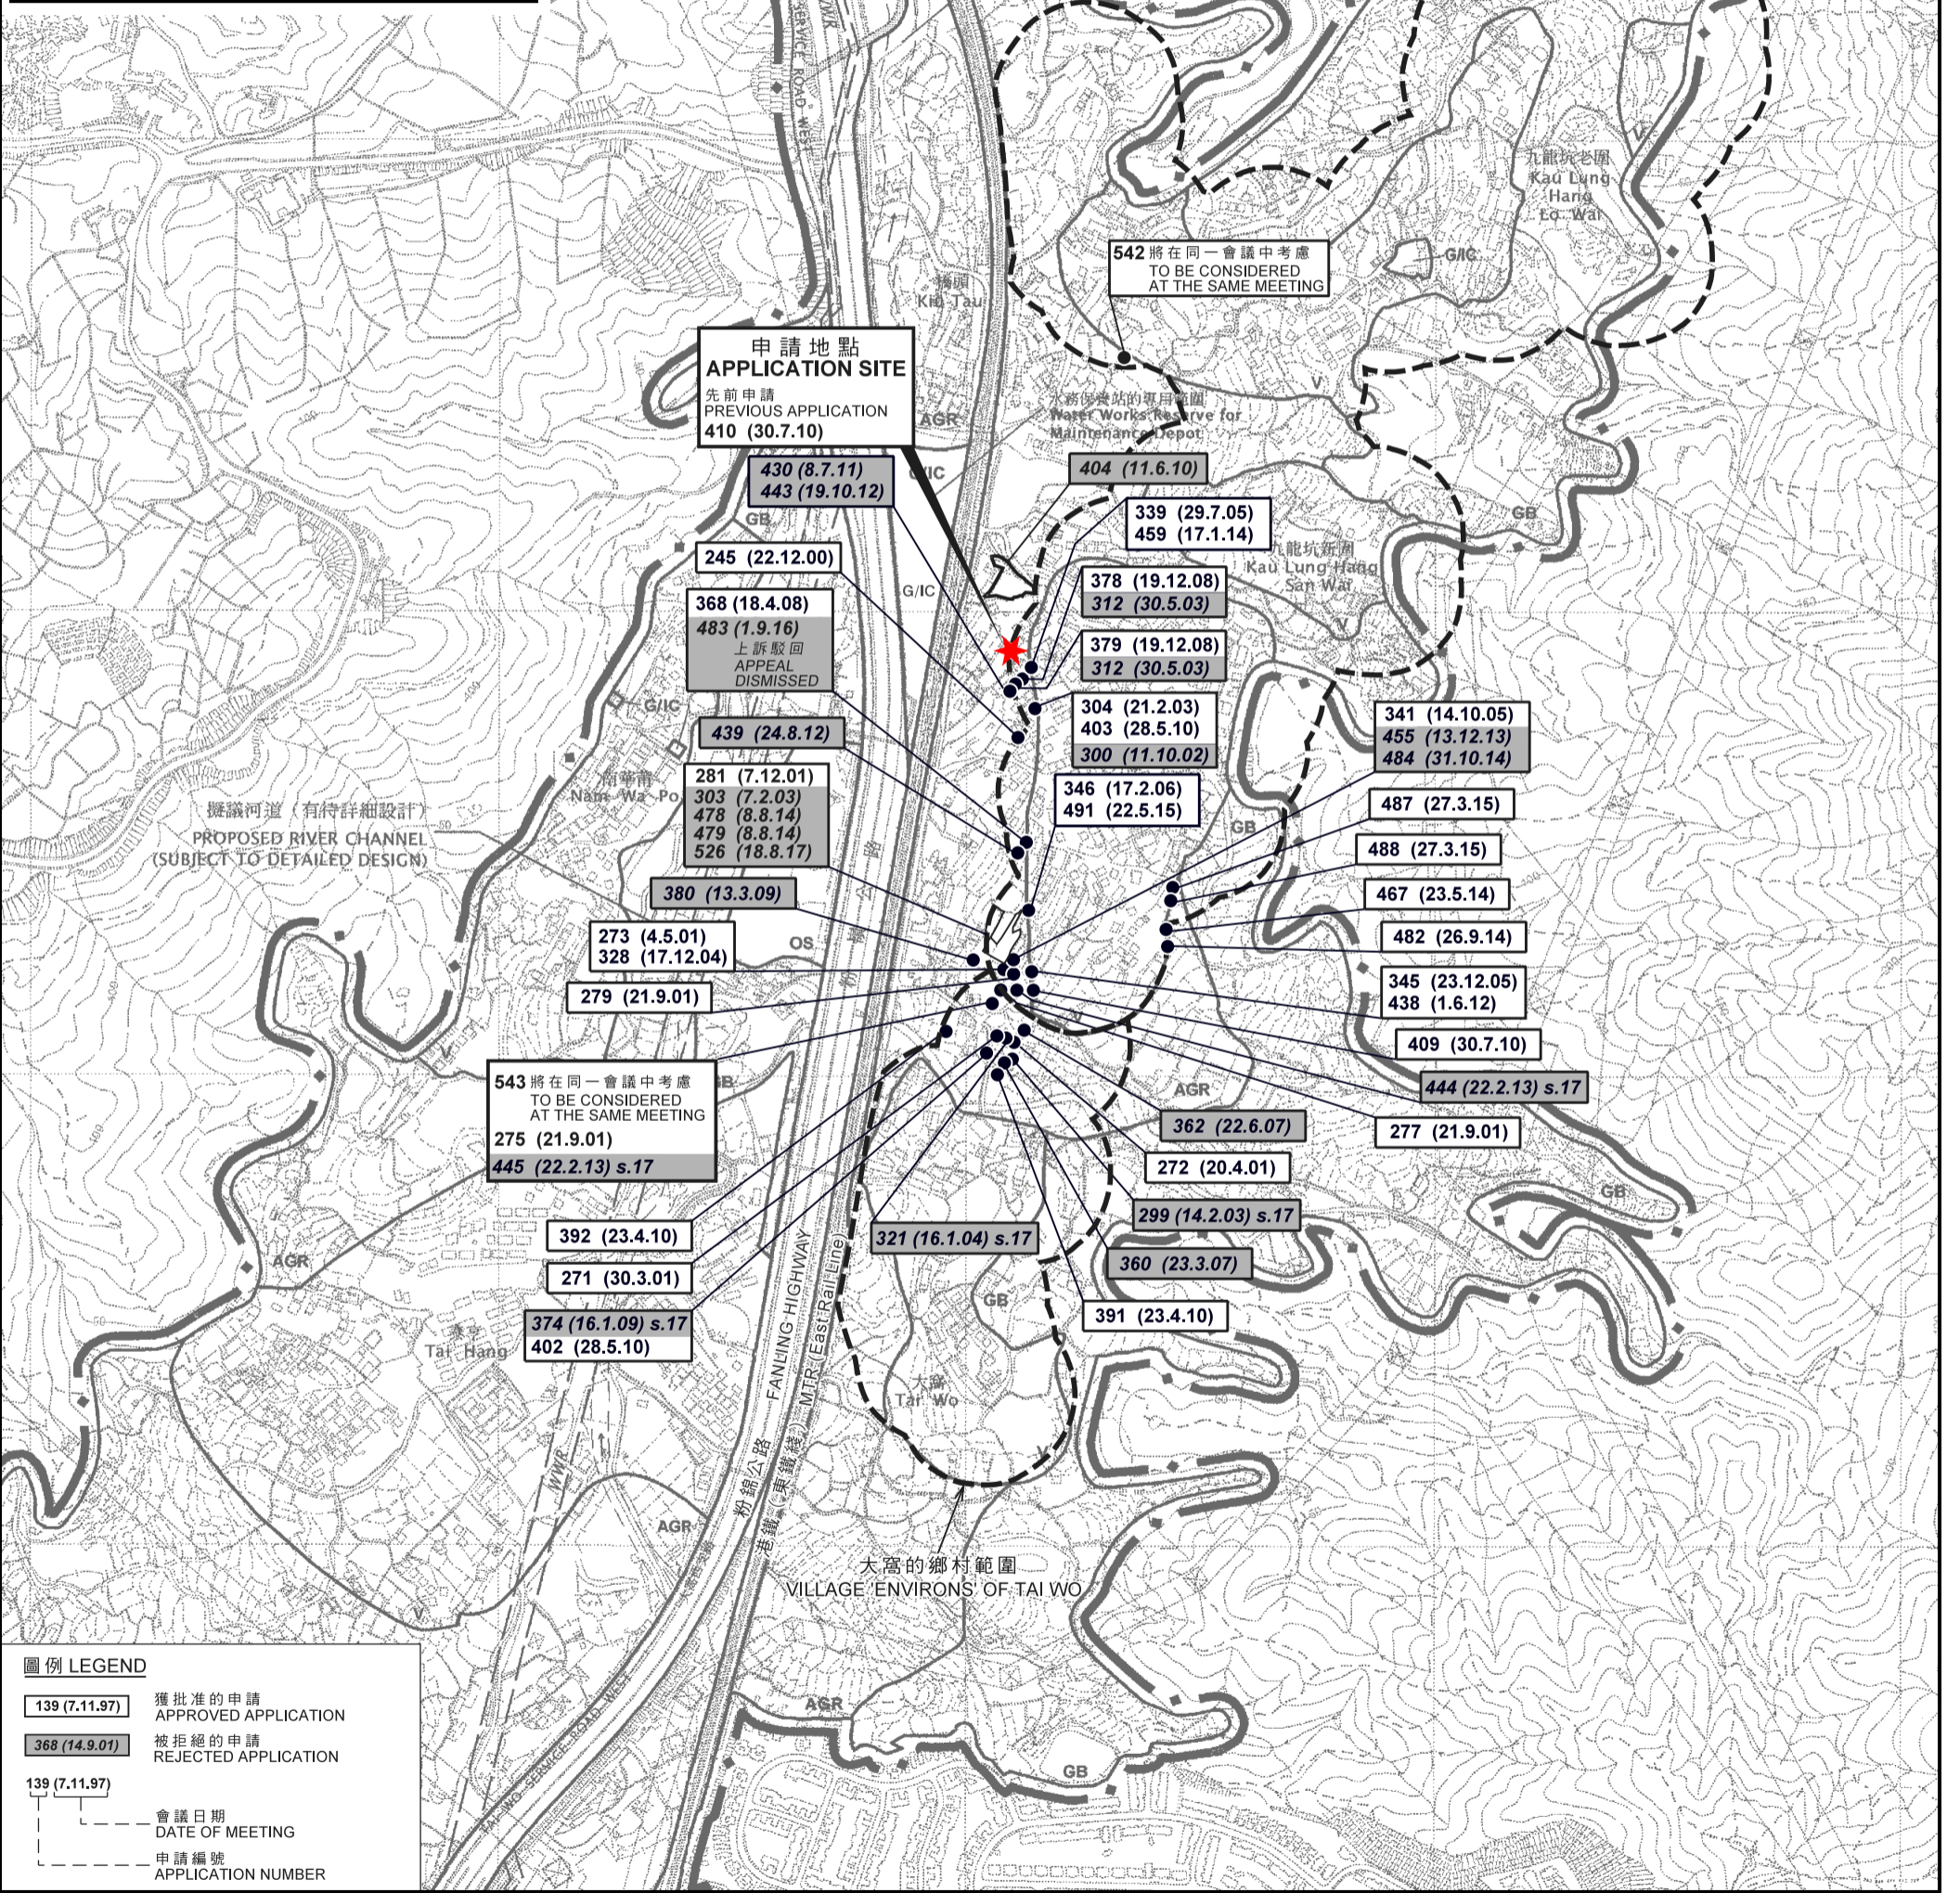 SERVICE ROAD WEST
九龍坑老圍
Kau Lung
Hang
Lo Wai
V
G/IC
542 將在同一會議中考慮
TO BE CONSIDERED
AT THE SAME MEETING
橋頭
Kiu Tau
申請地點
APPLICATION SITE
先前申請
PREVIOUS APPLICATION
410 (30.7.10)
AGR
V
Water Works Reserve for
Maintenance Depot
430 (8.7.11)
443 (19.10.12)
G/IC
404 (11.6.10)
GB
339 (29.7.05)
459 (17.1.14)
GB
245 (22.12.00)
九龍坑新圍
Kau Lung Hang
San Wai
G/IC
378 (19.12.08)
312 (30.5.03)
368 (18.4.08)
483 (1.9.16)
上訴駁回
APPEAL
DISMISSED
V
379 (19.12.08)
312 (30.5.03)
G/IC
304 (21.2.03)
403 (28.5.10)
300 (11.10.02)
341 (14.10.05)
455 (13.12.13)
484 (31.10.14)
439 (24.8.12)
南華莆
Nam Wa Po
281 (7.12.01)
303 (7.2.03)
478 (8.8.14)
479 (8.8.14)
526 (18.8.17)
346 (17.2.06)
491 (22.5.15)
487 (27.3.15)
擬議河道 (有待詳細設計)
PROPOSED RIVER CHANNEL
(SUBJECT TO DETAILED DESIGN)
GB
488 (27.3.15)
380 (13.3.09)
467 (23.5.14)
273 (4.5.01)
328 (17.12.04)
OS
482 (26.9.14)
279 (21.9.01)
345 (23.12.05)
438 (1.6.12)
409 (30.7.10)
V
543 將在同一會議中考慮
TO BE CONSIDERED
AT THE SAME MEETING
275 (21.9.01)
445 (22.2.13) s.17
GB
AGR
444 (22.2.13) s.17
362 (22.6.07)
277 (21.9.01)
272 (20.4.01)
GB
299 (14.2.03) s.17
392 (23.4.10)
321 (16.1.04) s.17
AGR
360 (23.3.07)
271 (30.3.01)
GB
374 (16.1.09) s.17
402 (28.5.10)
391 (23.4.10)
Tai Hang
FANLING HIGHWAY
粉錦公路
MTR (East Rail Line)
港鐵 (東鐵綫)
大窩
Tai Wo
V
WWR
AGR
大窩的鄉村範圍
VILLAGE 'ENVIRONS' OF TAI WO
V
AGR
TAI WO SERVICE ROAD WEST
GB
圖例 LEGEND
139 (7.11.97)
獲批准的申請
APPROVED APPLICATION
368 (14.9.01)
被拒絕的申請
REJECTED APPLICATION
139 (7.11.97)
會議日期
DATE OF MEETING
申請編號
APPLICATION NUMBER